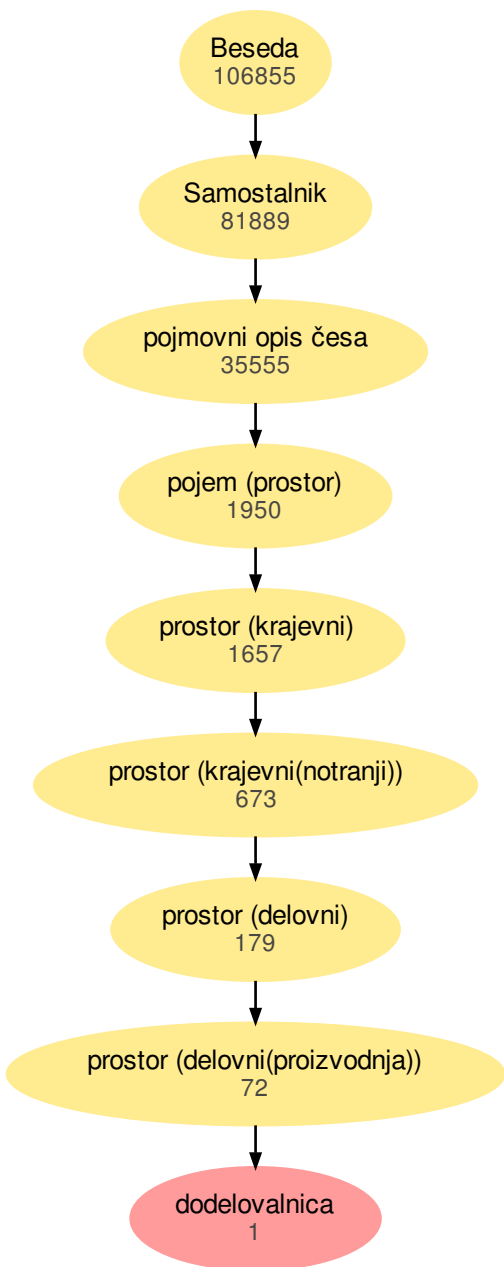 Beseda
106855
Samostalnik
81889
pojmovni opis česa
35555
pojem (prostor)
1950
prostor (krajevni)
1657
prostor (krajevni(notranji))
673
prostor (delovni)
179
prostor (delovni(proizvodnja))
72
dodelovalnica
1